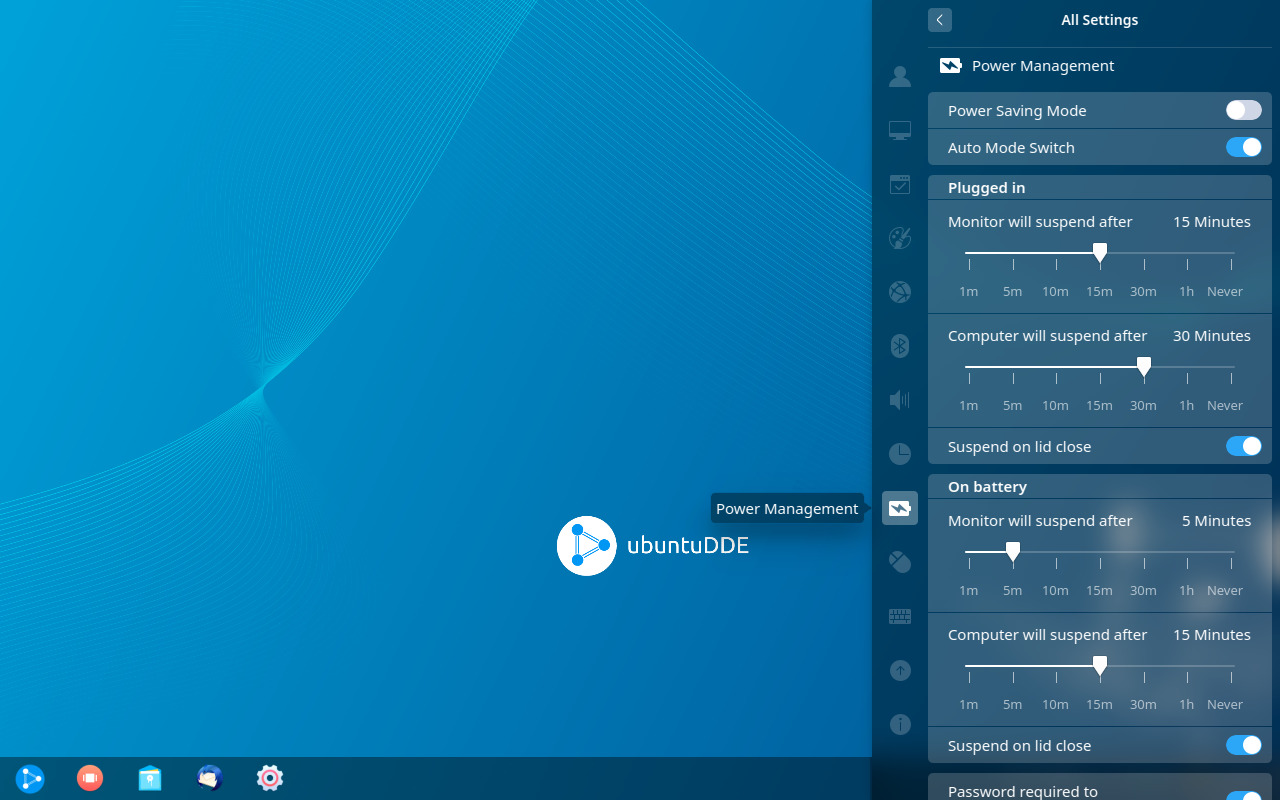 All Settings
Power Management
Power Saving Mode
Auto Mode Switch
Plugged in
Monitor will suspend after 15 Minutes
1m 5m 10m 15m 30m 1h Never
Computer will suspend after 30 Minutes
1m 5m 10m 15m 30m 1h Never
Suspend on lid close
On battery
Power Management
Monitor will suspend after 5 Minutes
ubuntuDDE
1m 5m 10m 15m 30m 1h Never
Computer will suspend after 15 Minutes
1m 5m 10m 15m 30m 1h Never
Suspend on lid close
Password required to